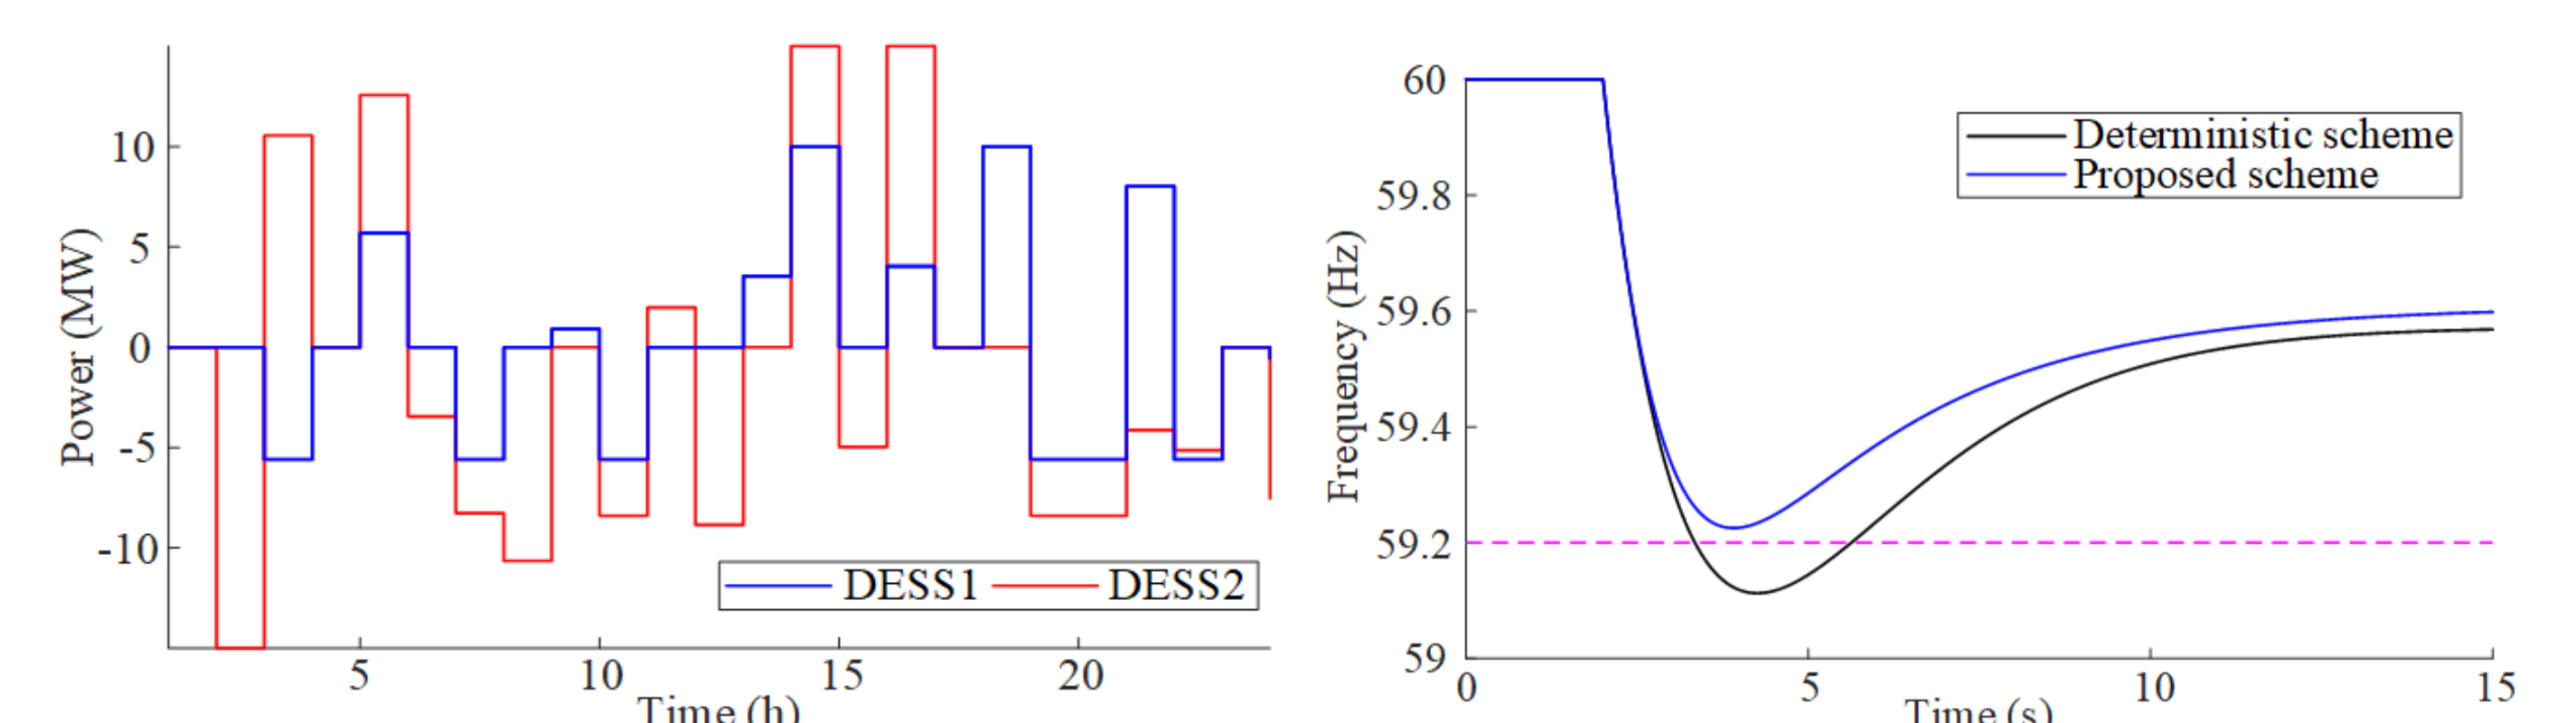 Power (MW)
10
5
0
-5
-10
5
10
15
20
Time (h)
DESS1
DESS2
Frequency (Hz)
60
59.8
59.6
59.4
59.2
59
0
5
10
15
Time (s)
Deterministic scheme
Proposed scheme